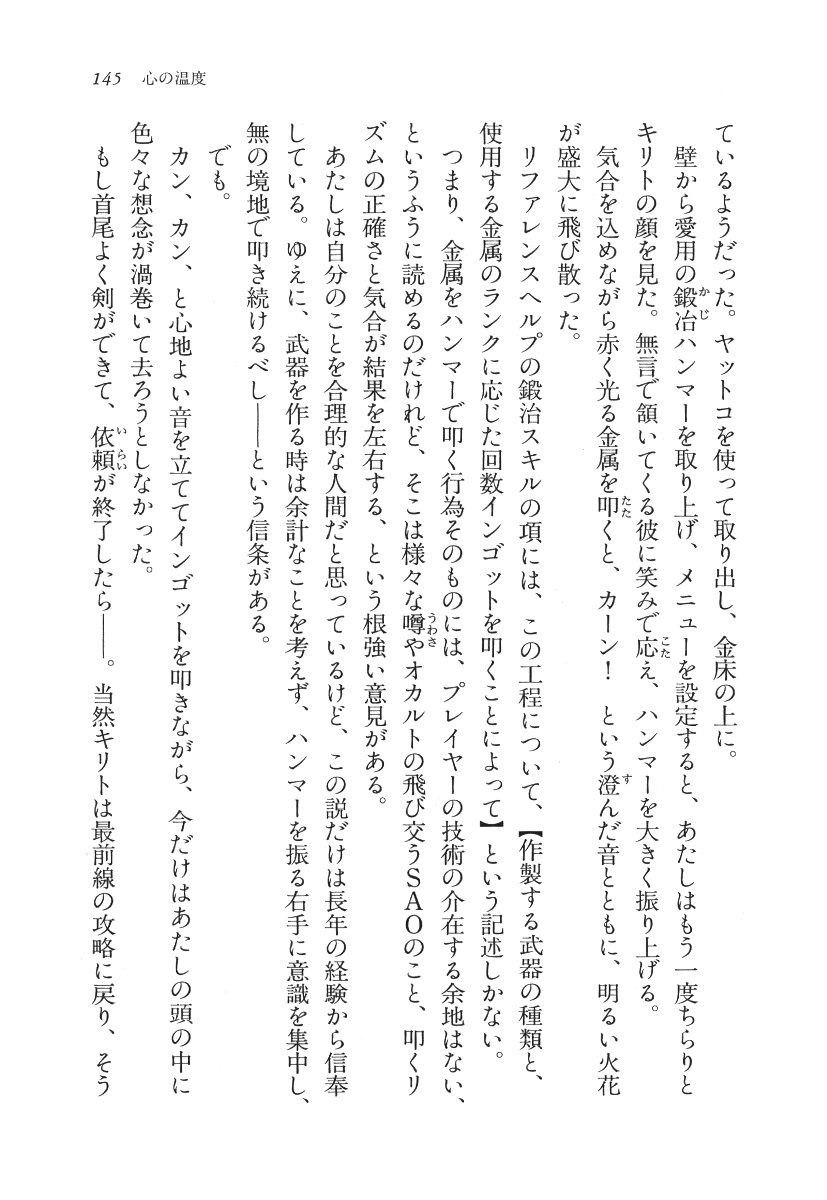 145 心の温度
ているようだった。ヤットコを使って取り出し、金床の上に。
壁から愛用の鍛冶ハンマーを取り上げ、メニューを設定すると、あたしはもう一度ちらりと
かじ
キリトの顔を見た。無言で頷いてくる彼に笑みで応え、ハンマーを大きく振り上げる。
こた
気合を込めながら赤く光る金属を叩くと、カーン！　という澄んだ音とともに、明るい火花
たた
す
が盛大に飛び散った。
リファレンスヘルプの鍛冶スキルの項には、この工程について、【作製する武器の種類と、
使用する金属のランクに応じた回数インゴットを叩くことによって】という記述しかない。
つまり、金属をハンマーで叩く行為そのものには、プレイヤーの技術の介在する余地はない、
というふうに読めるのだけれど、そこは様々な噂やオカルトの飛び交うSAOのこと、叩くリ
うわさ
ズムの正確さと気合が結果を左右する、という根強い意見がある。
あたしは自分のことを合理的な人間だと思っているけど、この説だけは長年の経験から信奉
している。ゆえに、武器を作る時は余計なことを考えず、ハンマーを振る右手に意識を集中し、
無の境地で叩き続けるべし――という信条がある。
でも。
カン、カン、と心地よい音を立ててインゴットを叩きながら、今だけはあたしの頭の中に
色々な想念が渦巻いて去ろうとしなかった。
もし首尾よく剣ができて、依頼が終了したら――。当然キリトは最前線の攻略に戻り、そう
いらい